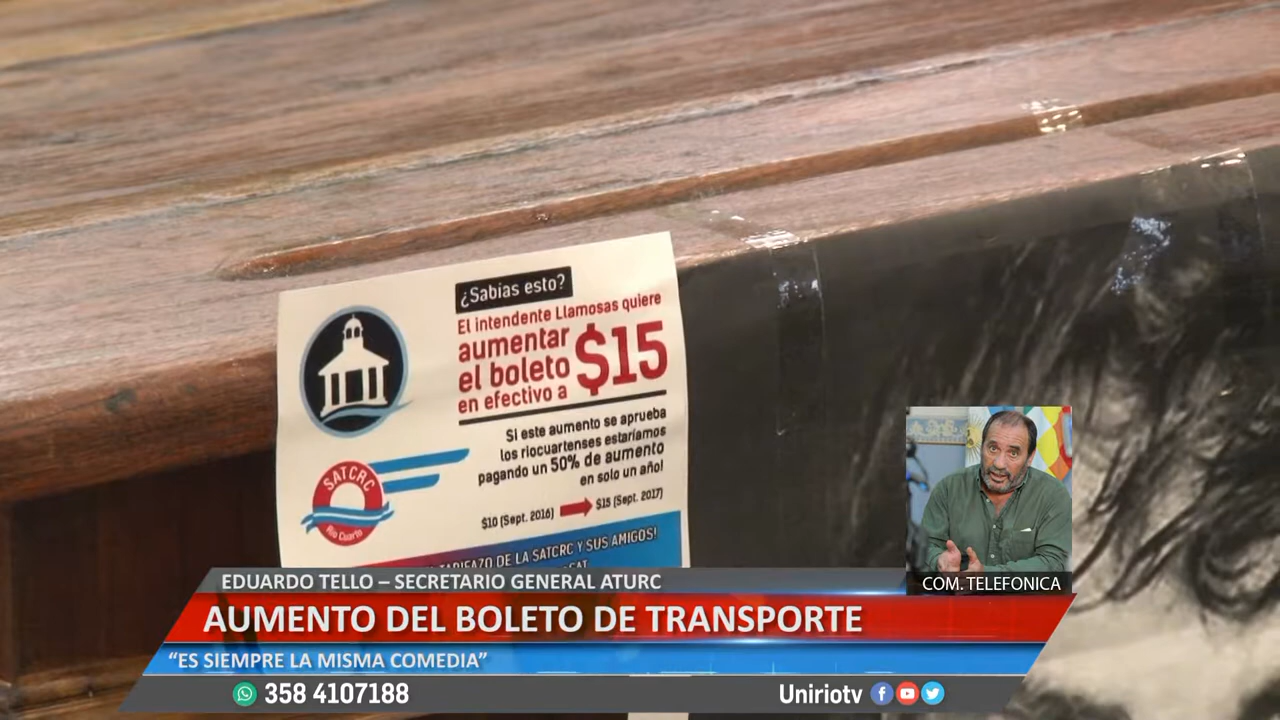 ¿Sabías esto?
El intendente Llamosas quiere
aumentar
el boleto
en efectivo a
$15
Si este aumento se aprueba
los riocuartenses estaríamos
pagando un 50% de aumento
en solo un año!
$10 (Sept. 2016)
$15 (Sept. 2017)
SATCRC
Río Cuarto
TARIFAZO DE LA SATCRC Y SUS AMIGOS!
EDUARDO TELLO – SECRETARIO GENERAL ATURC
COM. TELEFONICA
AUMENTO DEL BOLETO DE TRANSPORTE
“ES SIEMPRE LA MISMA COMEDIA”
358 4107188
Uniriotv